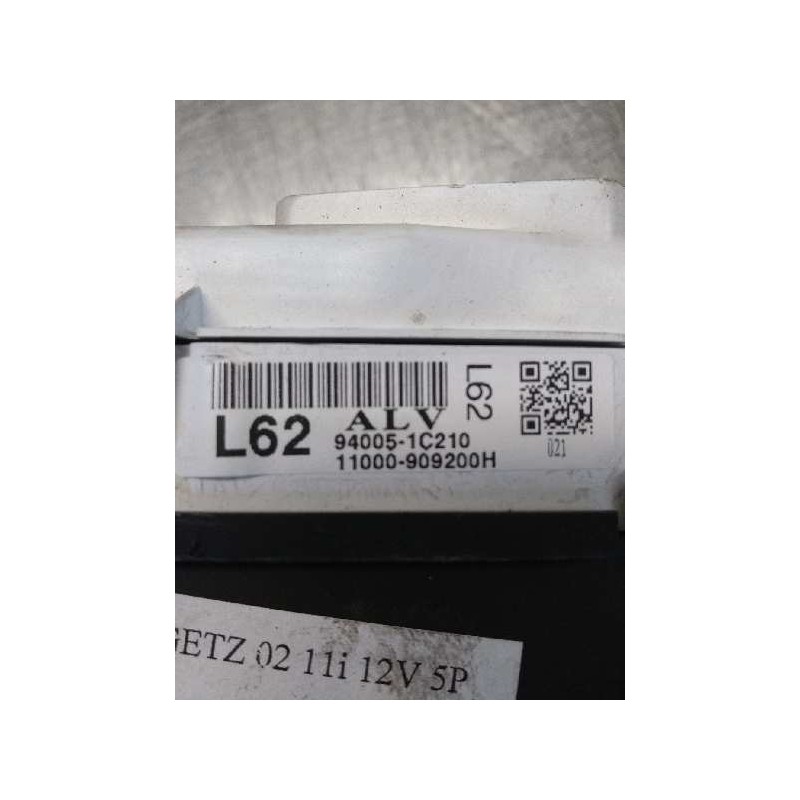 L62
ALV
L62
94005-1C210
11000-909200H
021
GETZ 02 11i 12V 5P